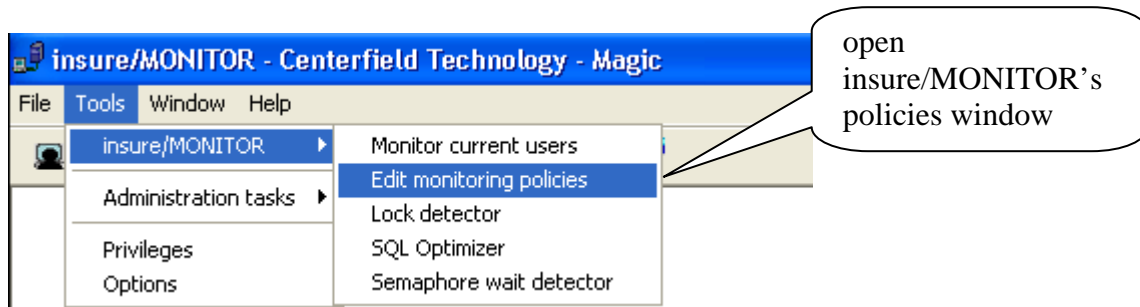 insure/MONITOR - Centerfield Technology - Magic
File Tools Window Help
insure/MONITOR
Administration tasks
Privileges
Options
Monitor current users
Edit monitoring policies
Lock detector
SQL Optimizer
Semaphore wait detector
open
insure/MONITOR's
policies window